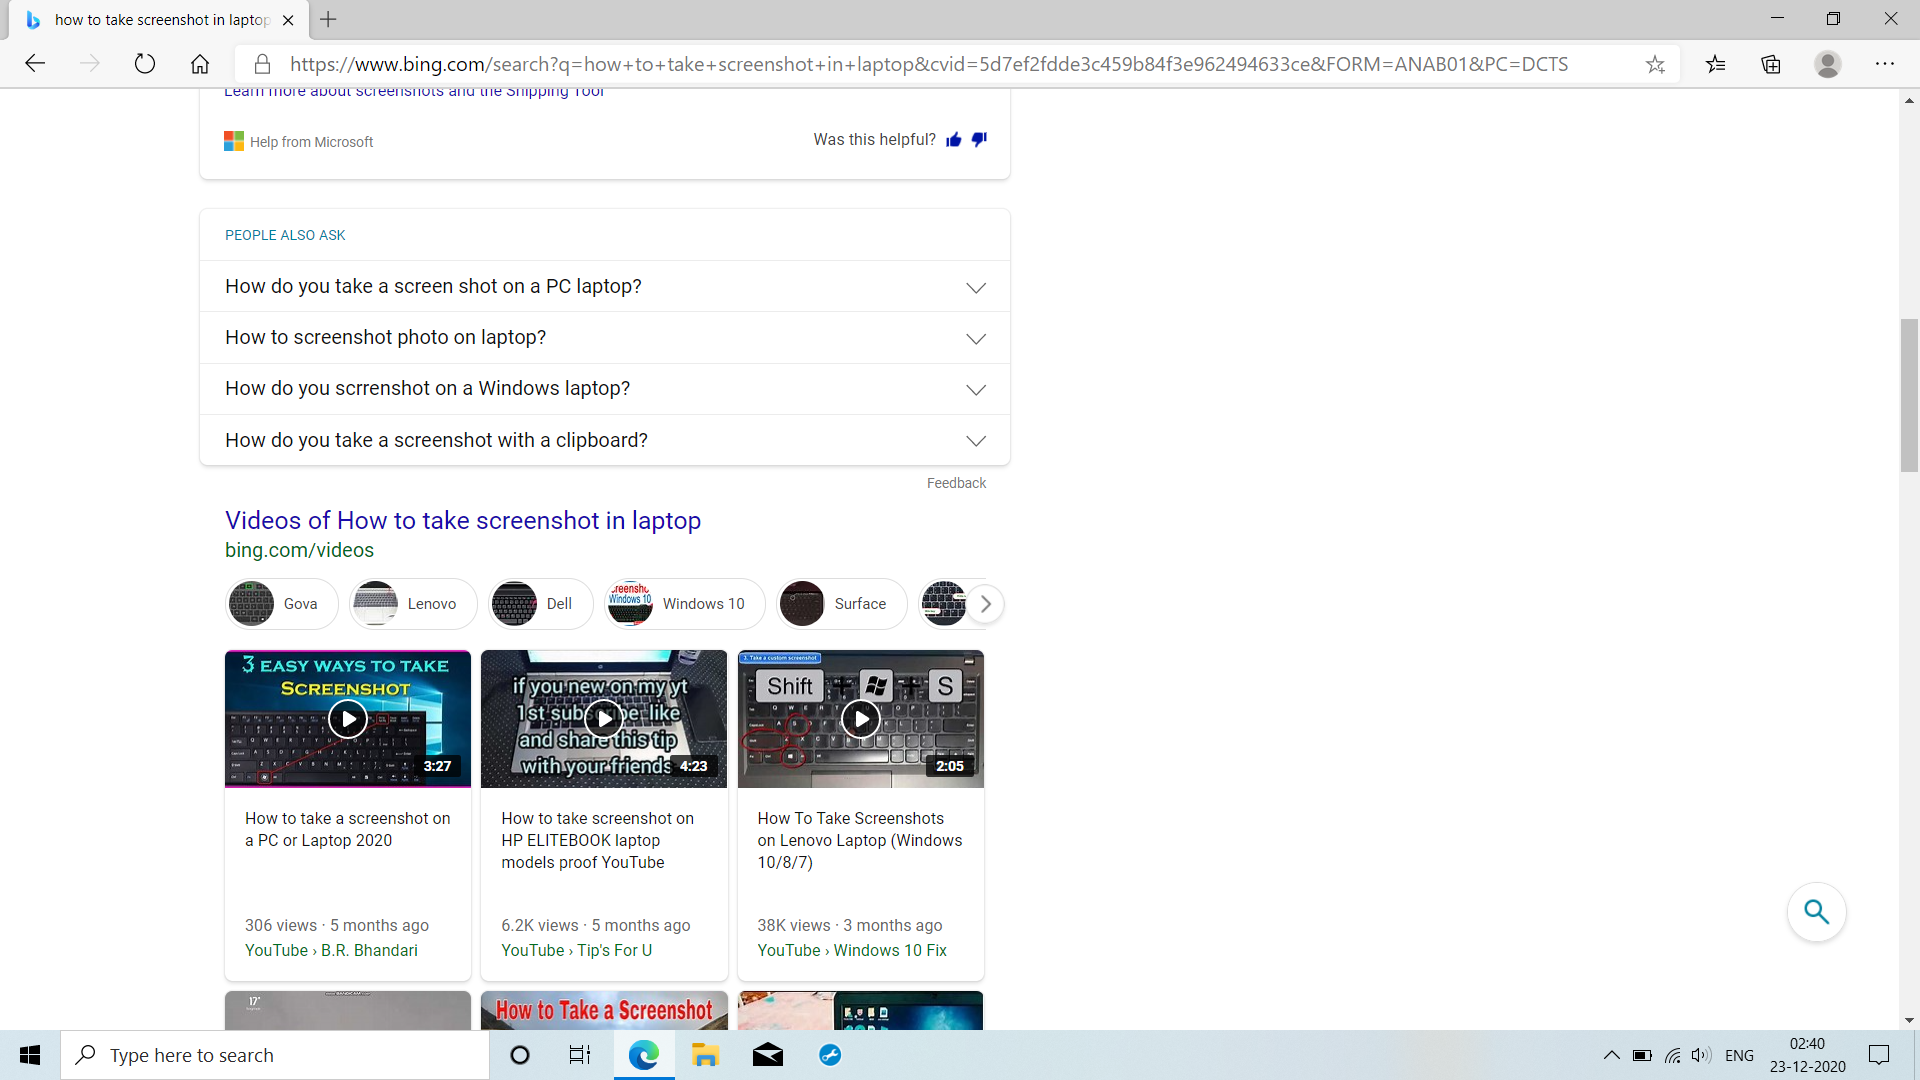 how to take screenshot in laptop
https://www.bing.com/search?q=how+to+take+screenshot+in+laptop&cvid=5d7ef2fdde3c459b84f3e962494633ce&FORM=ANAB01&PC=DCTS
Learn more about screenshots and the Snipping Tool
Help from Microsoft
Was this helpful?
PEOPLE ALSO ASK
How do you take a screen shot on a PC laptop?
How to screenshot photo on laptop?
How do you scrrenshot on a Windows laptop?
How do you take a screenshot with a clipboard?
Feedback
Videos of How to take screenshot in laptop
bing.com/videos
Gova
Lenovo
Dell
Windows 10
Surface
3 EASY WAYS TO TAKE
SCREENSHOT
3:27
if you new on my yt
1st subscribe like
and share this tip
with your friends
4:23
3. Take a custom screenshot
Shift + + S
2:05
How to take a screenshot on
a PC or Laptop 2020
306 views · 5 months ago
YouTube › B.R. Bhandari
How to take screenshot on
HP ELITEBOOK laptop
models proof YouTube
6.2K views · 5 months ago
YouTube › Tip's For U
How To Take Screenshots
on Lenovo Laptop (Windows
10/8/7)
38K views · 3 months ago
YouTube › Windows 10 Fix
17°
How to Take a Screenshot
Type here to search
ENG
02:40
23-12-2020